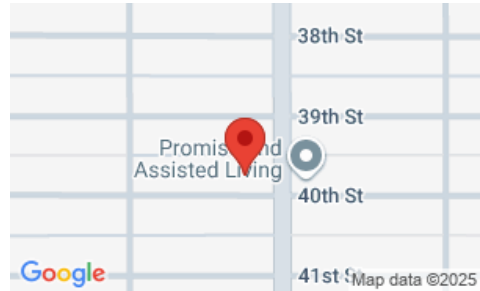 38th St
39th St
Assisted Living
40th St
41st
Google
Map data ©2025